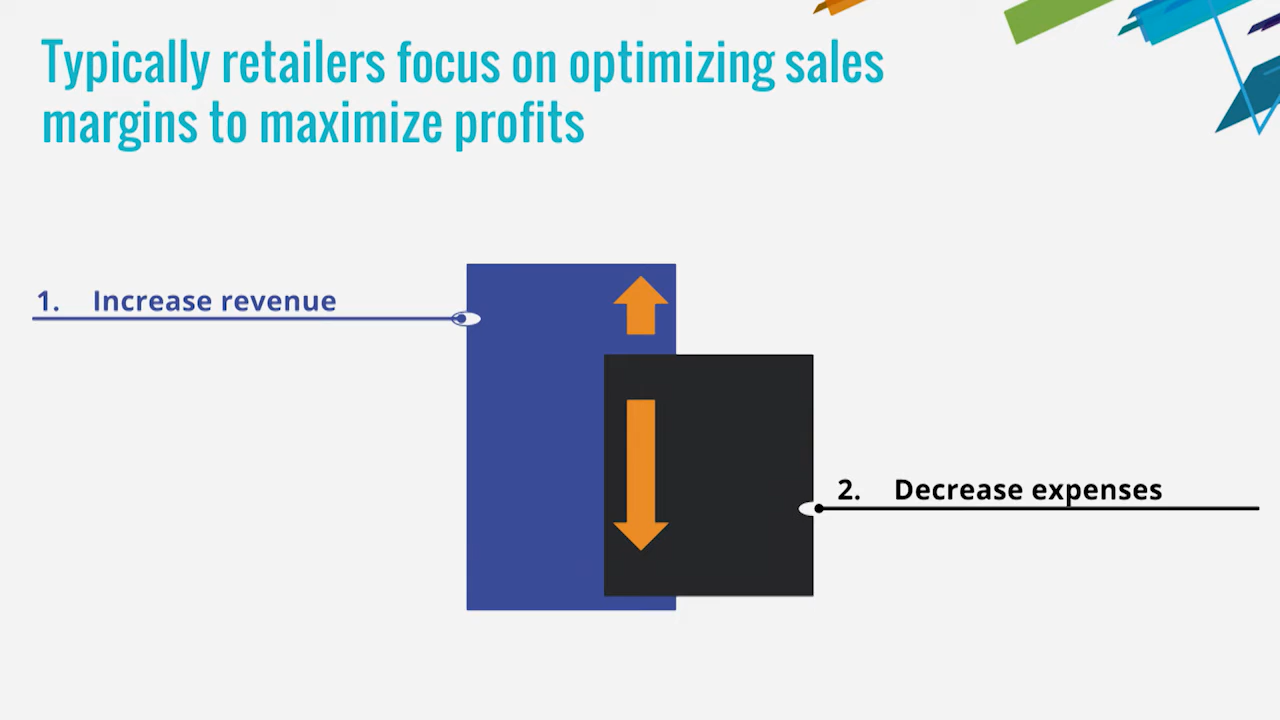 Typically retailers focus on optimizing sales
margins to maximize profits
1. Increase revenue
2. Decrease expenses